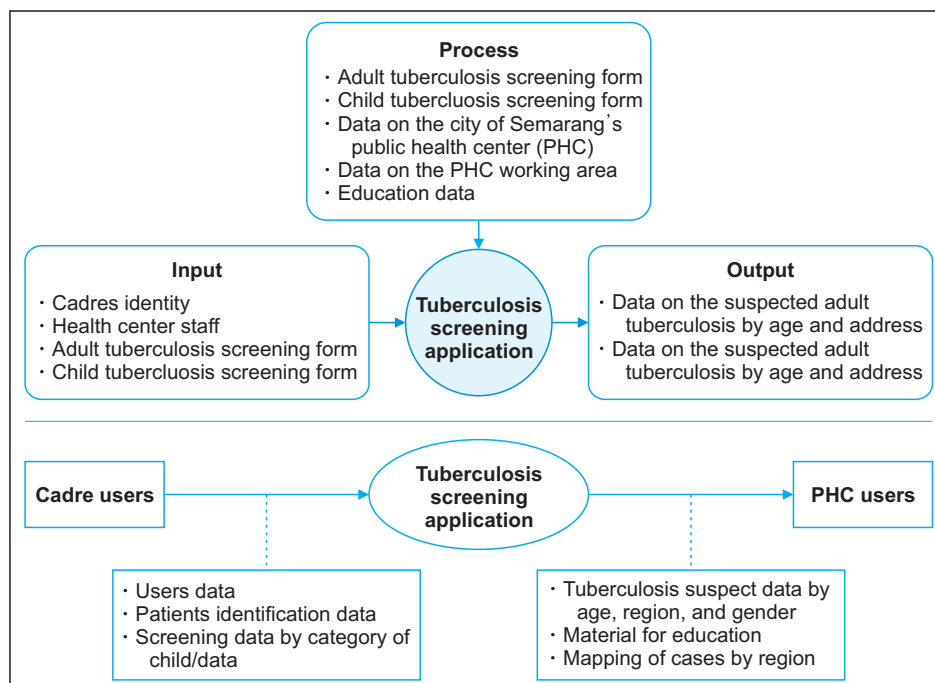 Process
· Adult tuberculosis screening form
· Child tubercluosis screening form
· Data on the city of Semarang's
public health center (PHC)
· Data on the PHC working area
· Education data
Input
· Cadres identity
· Health center staff
· Adult tuberculosis screening form
· Child tubercluosis screening form
Tuberculosis
screening
application
Output
· Data on the suspected adult
tuberculosis by age and address
· Data on the suspected adult
tuberculosis by age and address
Cadre users
Tuberculosis
screening
application
PHC users
· Users data
· Patients identification data
· Screening data by category of
child/data
· Tuberculosis suspect data by
age, region, and gender
· Material for education
· Mapping of cases by region